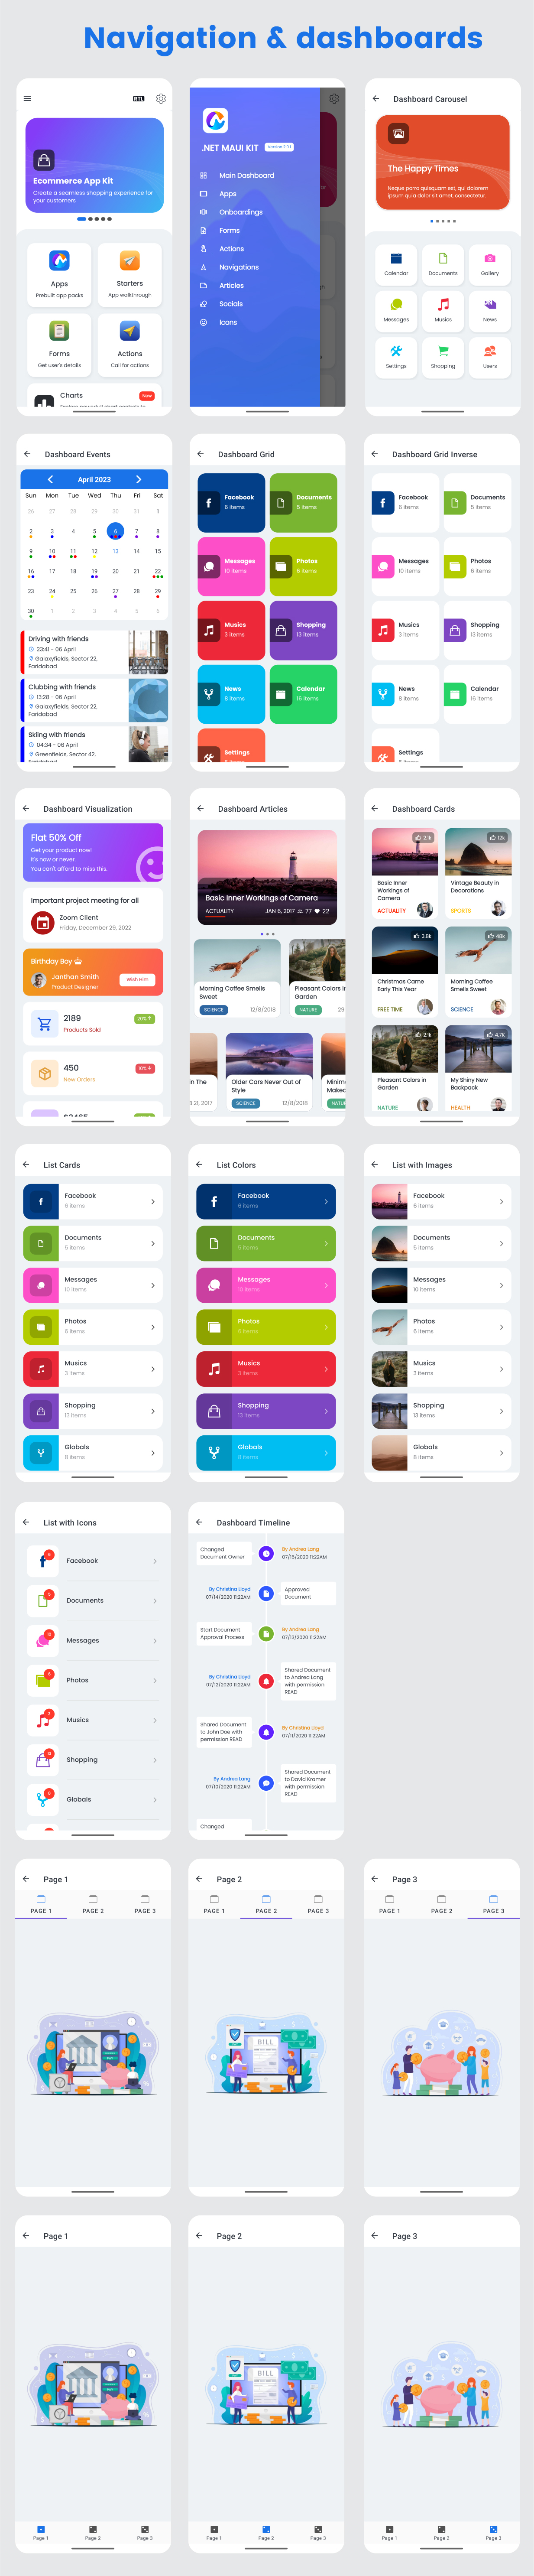 Navigation & dashboards
RTL
Ecommerce App Kit
Create a seamless shopping experience for
your customers
Apps
Prebuilt app packs
Starters
App walkthrough
Forms
Get user's details
Actions
Call for actions
Charts
New
.NET MAUI KIT
Version 2.0.1
Main Dashboard
Apps
Onboardings
Forms
Actions
Navigations
Articles
Socials
Icons
Dashboard Carousel
The Happy Times
Neque porro quisquam est, qui dolorem
ipsum quia dolor sit amet, consectetur.
Calendar
Documents
Gallery
Messages
Musics
News
Settings
Shopping
Users
Dashboard Events
April 2023
Sun Mon Tue Wed Thu Fri Sat
26 27 28 29 30 31 1
2 3 4 5 6 7 8
9 10 11 12 13 14 15
16 17 18 19 20 21 22
23 24 25 26 27 28 29
30 1 2 3 4 5 6
Driving with friends
23:41 - 06 April
Galaxyfields, Sector 22,
Faridabad
Clubbing with friends
13:28 - 06 April
Galaxyfields, Sector 22,
Faridabad
Skiing with friends
04:34 - 06 April
Greenfields, Sector 42,
Faridabad
Dashboard Grid
Facebook
6 items
Documents
5 items
Messages
10 items
Photos
6 items
Musics
3 items
Shopping
13 items
News
8 items
Calendar
16 items
Settings
Dashboard Grid Inverse
Facebook
6 items
Documents
5 items
Messages
10 items
Photos
6 items
Musics
3 items
Shopping
13 items
News
8 items
Calendar
16 items
Settings
Dashboard Visualization
Flat 50% Off
Get your product now!
It's now or never.
You can't afford to miss this.
Important project meeting for all
Zoom Client
Friday, December 29, 2022
Birthday Boy
Janthan Smith
Product Designer
Wish Him
2189
Products Sold
20%
450
New Orders
10%
Dashboard Articles
Basic Inner Workings of Camera
ACTUALITY
JAN 6, 2017 77 22
Morning Coffee Smells
Sweet
SCIENCE
12/8/2018
Pleasant Colors in
Garden
NATURE
29
in The
8 21, 2017
Older Cars Never Out of
Style
SCIENCE
12/8/2018
Minim
Makec
NATUR
Dashboard Cards
2.1k
Basic Inner
Workings of
Camera
ACTUALITY
12k
Vintage Beauty in
Decorations
SPORTS
3.8k
Christmas Came
Early This Year
FREE TIME
48k
Morning Coffee
Smells Sweet
SCIENCE
2.1k
Pleasant Colors in
Garden
NATURE
4.7k
My Shiny New
Backpack
HEALTH
List Cards
Facebook
6 items
Documents
5 items
Messages
10 items
Photos
6 items
Musics
3 items
Shopping
13 items
Globals
8 items
List Colors
Facebook
6 items
Documents
5 items
Messages
10 items
Photos
6 items
Musics
3 items
Shopping
13 items
Globals
8 items
List with Images
Facebook
6 items
Documents
5 items
Messages
10 items
Photos
6 items
Musics
3 items
Shopping
13 items
Globals
8 items
List with Icons
Facebook
Documents
Messages
Photos
Musics
Shopping
Globals
Dashboard Timeline
Changed
Document Owner
By Andrea Lang
07/15/2020 11:22AM
By Christina Lloyd
07/14/2020 11:22AM
Approved
Document
Start Document
Approval Process
By Andrea Lang
07/13/2020 11:22AM
By Christina Lloyd
07/12/2020 11:22AM
Shared Document
to Andrea Lang
with permission
READ
Shared Document
to John Doe with
permission READ
By Christina Lloyd
07/11/2020 11:22AM
By Andrea Lang
07/10/2020 11:22AM
Shared Document
to David Kramer
with permission
READ
Changed
Page 1
PAGE 1 PAGE 2 PAGE 3
Page 2
PAGE 1 PAGE 2 PAGE 3
BILL
Page 3
PAGE 1 PAGE 2 PAGE 3
Page 1
Page 1 Page 2 Page 3
Page 2
BILL
Page 1 Page 2 Page 3
Page 3
Page 1 Page 2 Page 3